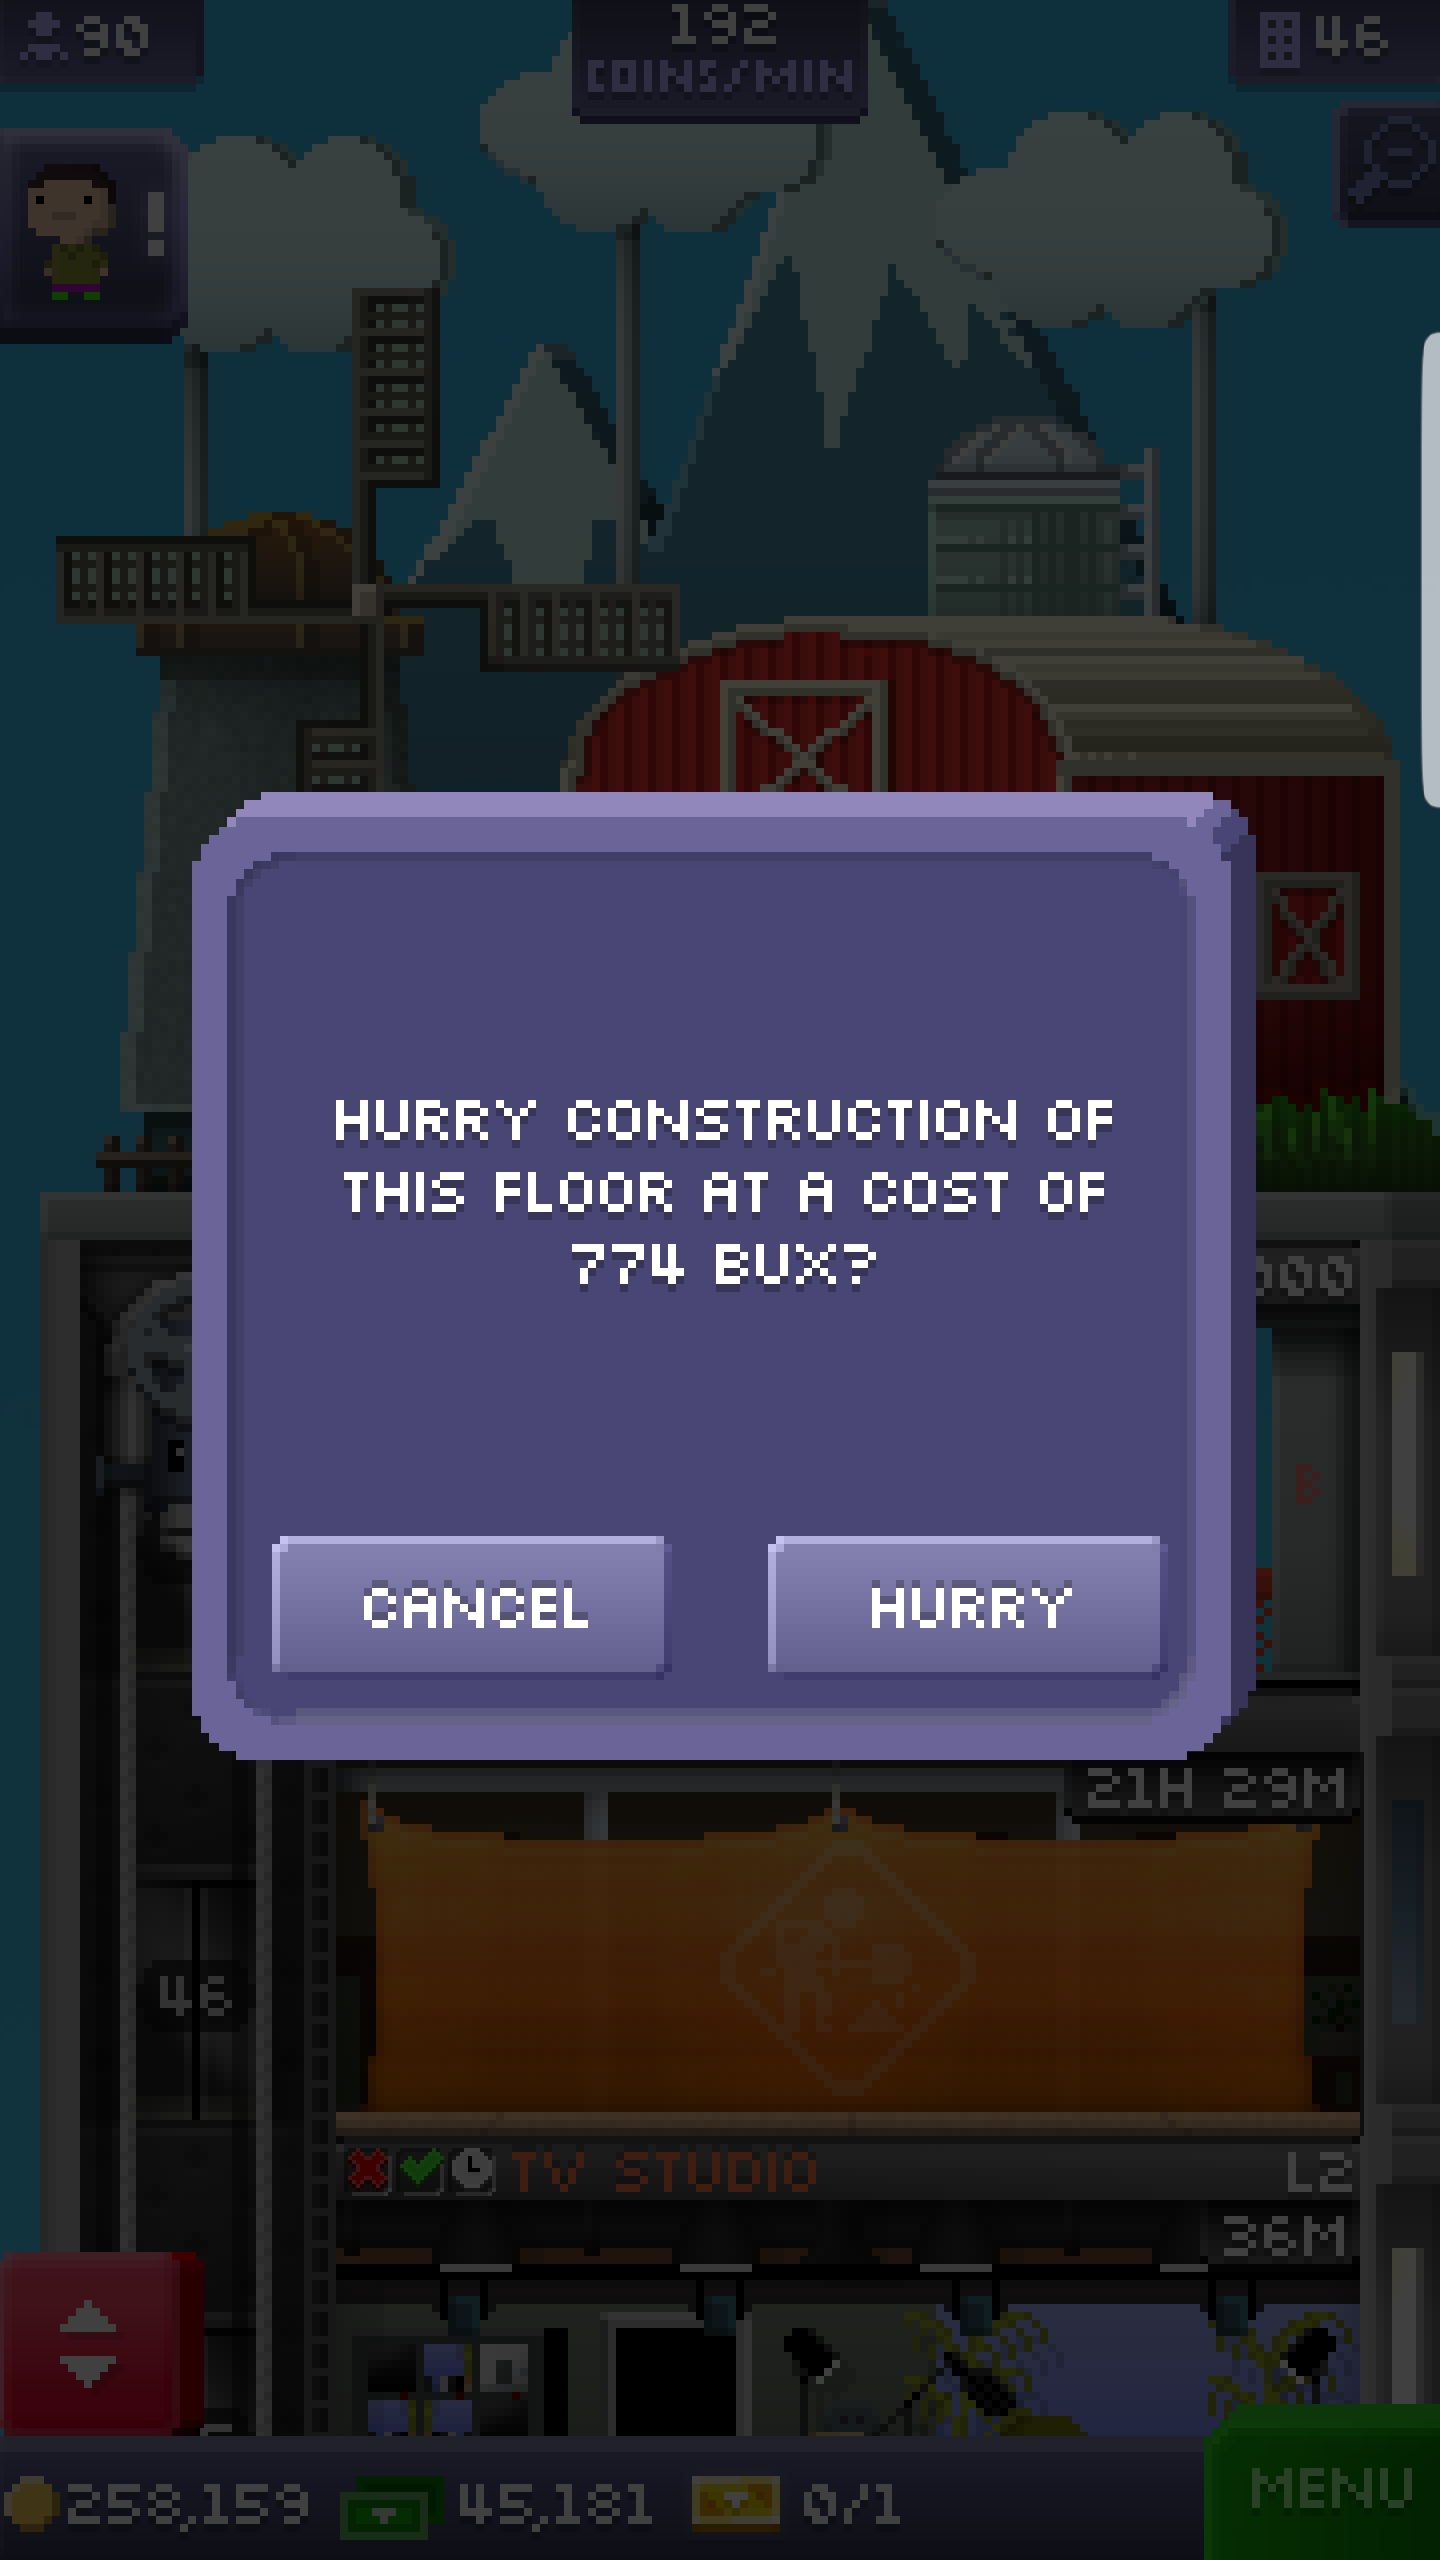 90
192
COINS/MIN
46
!
HURRY CONSTRUCTION OF
THIS FLOOR AT A COST OF
774 BUX?
000
B
CANCEL
HURRY
21H 29M
46
TV STUDIO
L2
36M
258,159
45,181
0/1
MENU